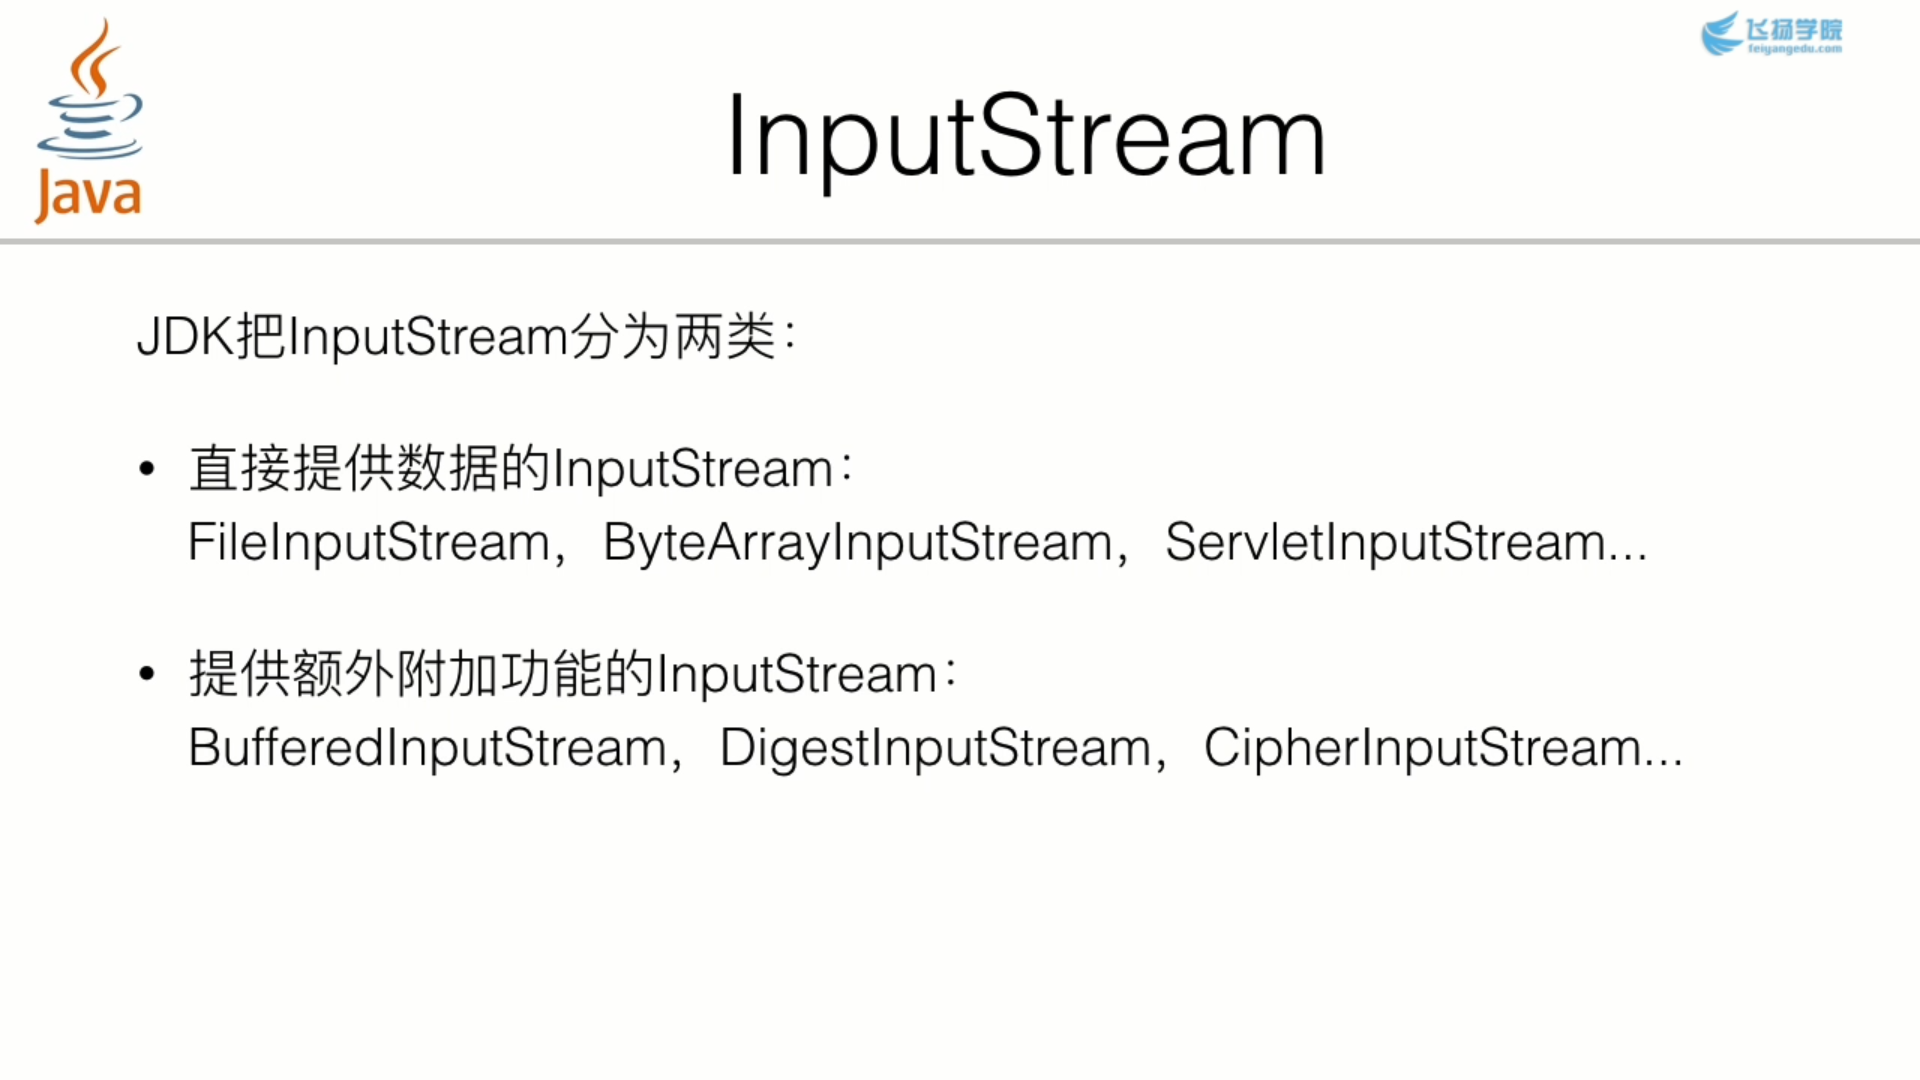 飞扬学院
feiyangedu.com
Java
InputStream
JDK把InputStream分为两类：
• 直接提供数据的InputStream：
FileInputStream，ByteArrayInputStream，ServletInputStream...
• 提供额外附加功能的InputStream：
BufferedInputStream，DigestInputStream，CipherInputStream...